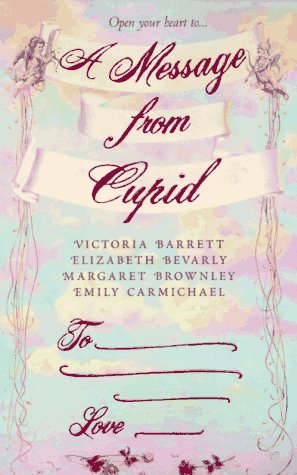 Open your heart to...
A Message
from
Cupid
VICTORIA BARRETT
ELIZABETH BEVARLY
MARGARET BROWNLEY
EMILY CARMICHAEL
To
Love